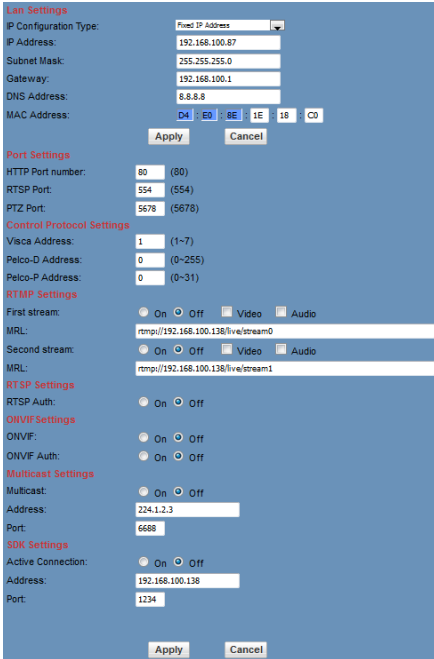 Lan Settings
IP Configuration Type: Fixed IP Address
IP Address: 192.168.100.87
Subnet Mask: 255.255.255.0
Gateway: 192.168.100.1
DNS Address: 8.8.8.8
MAC Address: D4 : E0 : 8E : 1E : 18 : C0
Apply Cancel
Port Settings
HTTP Port number: 80 (80)
RTSP Port: 554 (554)
PTZ Port: 5678 (5678)
Control Protocol Settings
Visca Address: 1 (1~7)
Pelco-D Address: 0 (0~255)
Pelco-P Address: 0 (0~31)
RTMP Settings
First stream: On Off Video Audio
MRL: rtmp://192.168.100.138/live/stream0
Second stream: On Off Video Audio
MRL: rtmp://192.168.100.138/live/stream1
RTSP Settings
RTSP Auth: On Off
ONVIFSettings
ONVIF: On Off
ONVIF Auth: On Off
Multicast Settings
Multicast: On Off
Address: 224.1.2.3
Port: 6688
SDK Settings
Active Connection: On Off
Address: 192.168.100.138
Port: 1234
Apply Cancel